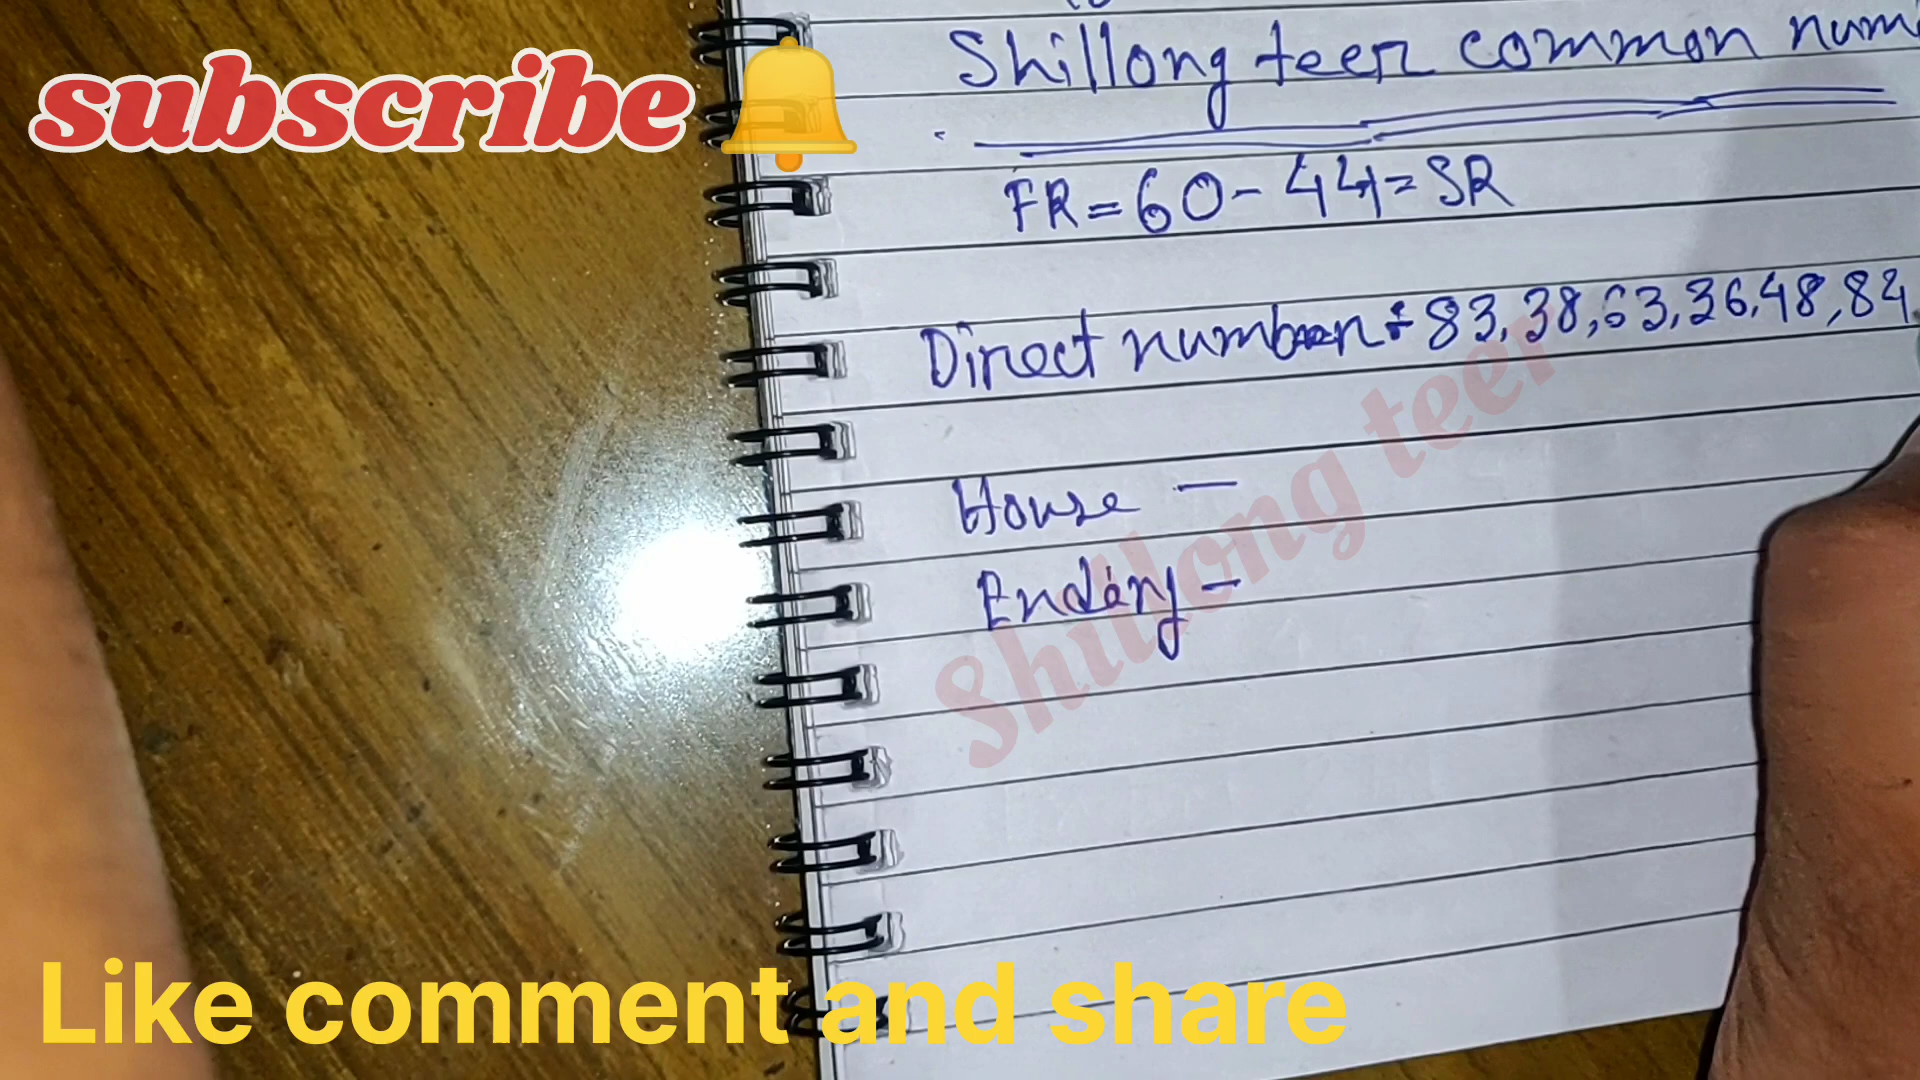 subscribe🔔
Shillong teer common num
FR = 60 - 44 = SR
Direct number ÷ 83, 38, 63, 36, 48, 84
House -
Ending -
Shillong teer
Like comment and share